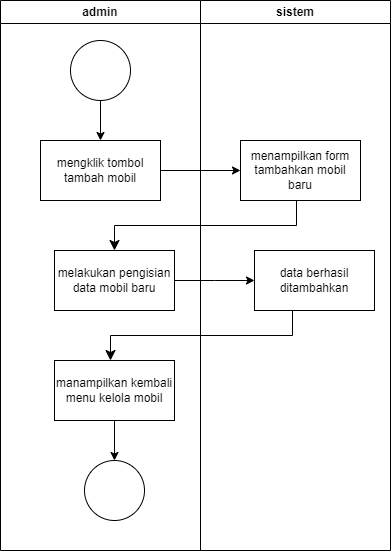 admin
sistem
mengklik tombol
tambah mobil
menampilkan form
tambahkan mobil
baru
melakukan pengisian
data mobil baru
data berhasil
ditambahkan
manampilkan kembali
menu kelola mobil